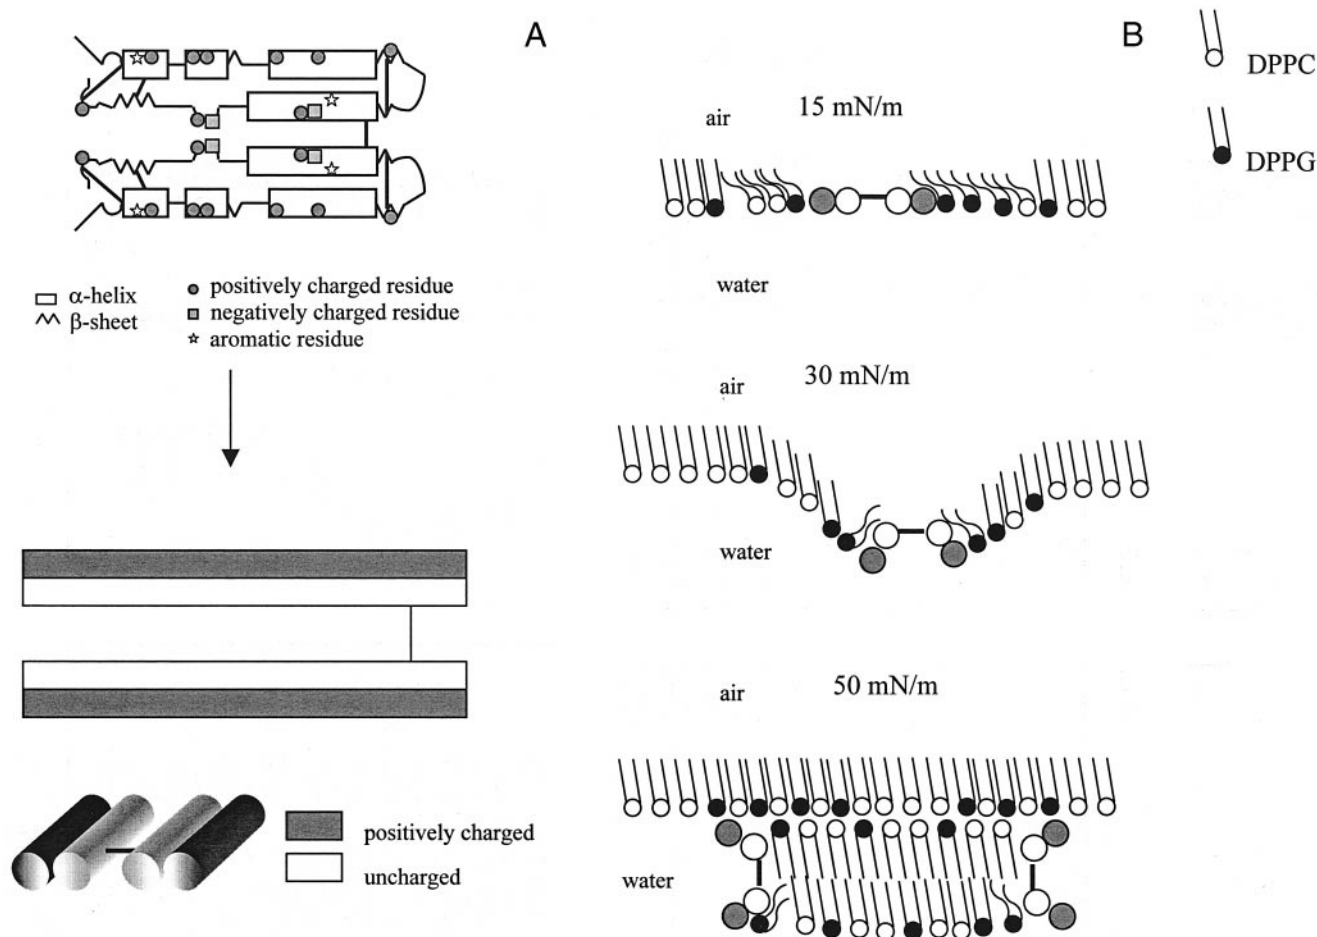 A
α-helix
β-sheet
positively charged residue
negatively charged residue
aromatic residue
positively charged
uncharged
B
DPPC
DPPG
air
15 mN/m
water
air
30 mN/m
water
air
50 mN/m
water